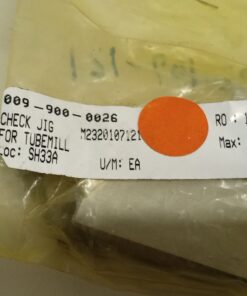 009-900-0026
CHECK JIG M2320107121 RO :
FOR TUBEMILL Max:
Loc: SH33A U/M: EA